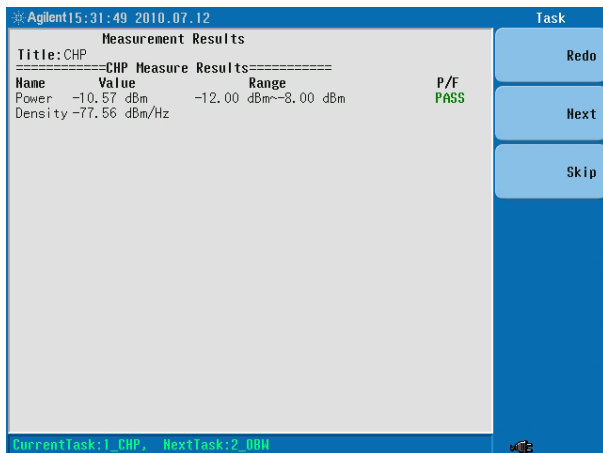 Agilent 15:31:49 2010.07.12
Task
Measurement Results
Title:CHP
============CHP Measure Results===========
Name Value Range P/F
Power -10.57 dBm -12.00 dBm~-8.00 dBm PASS
Density -77.56 dBm/Hz
Redo
Next
Skip
CurrentTask:1_CHP, NextTask:2_OBW